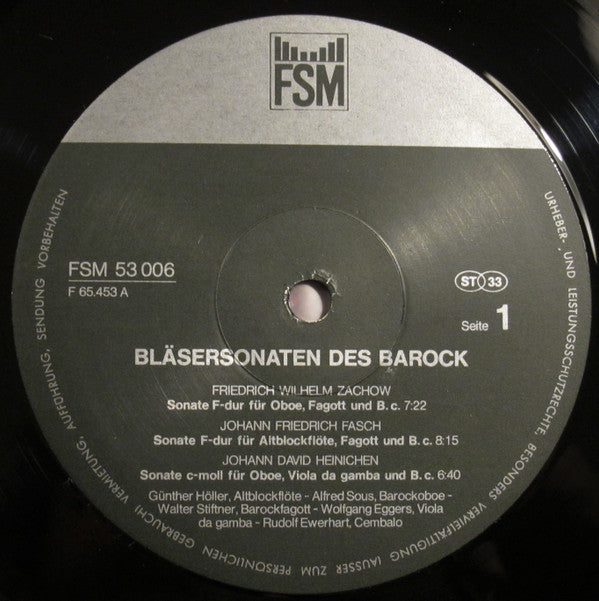 FSM
FSM 53 006
F 65.453 A
ST 33
Seite 1
BLÄSERSONATEN DES BAROCK
FRIEDRICH WILHELM ZACHOW
Sonate F-dur für Oboe, Fagott und B. c. 7:22
JOHANN FRIEDRICH FASCH
Sonate F-dur für Altblockflöte, Fagott und B. c. 8:15
JOHANN DAVID HEINICHEN
Sonate c-moll für Oboe, Viola da gamba und B. c. 6:40
Günther Höller, Altblockflöte - Alfred Sous, Barockoboe -
Walter Stiftner, Barockfagott - Wolfgang Eggers, Viola
da gamba - Rudolf Ewerhart, Cembalo
URHEBER-, UND LEISTUNGSSCHUTZRECHTE, BESONDERS VERVIELFÄLTIGUNG (AUSSER ZUM PERSÖNLICHEN GEBRAUCH) VERMIETUNG, AUFFÜHRUNG, SENDUNG VORBEHALTEN